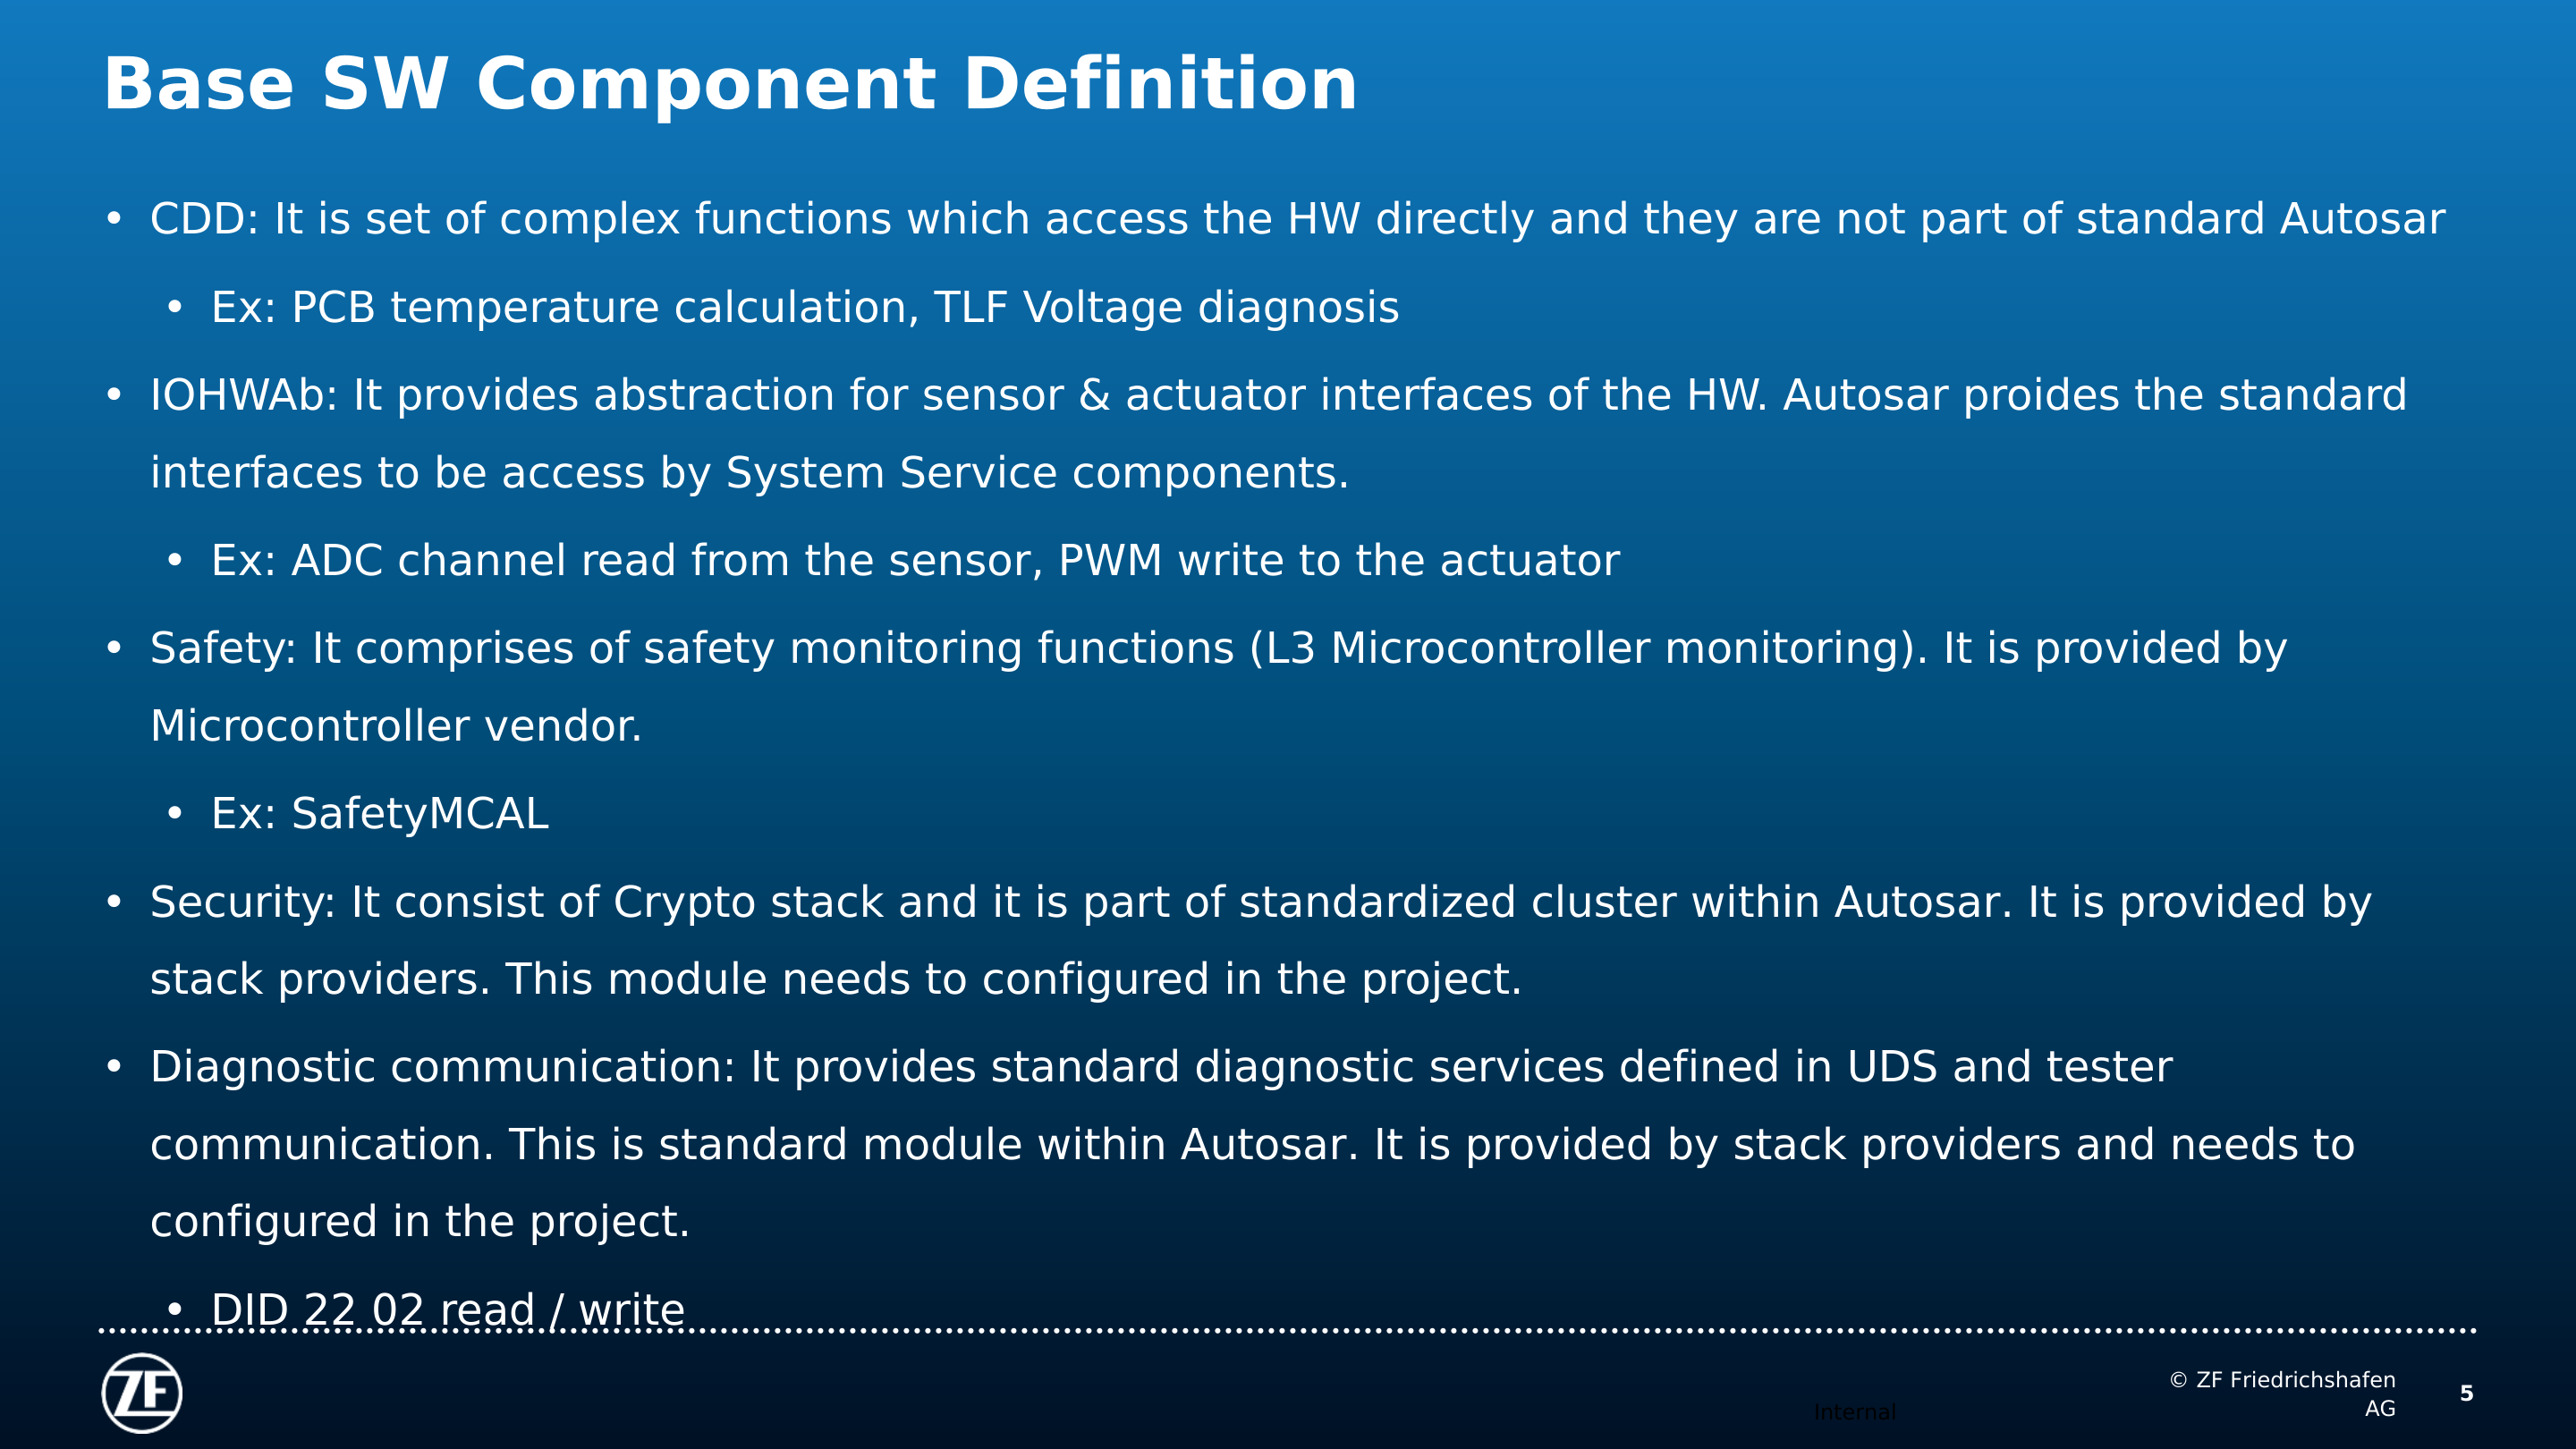 Base SW Component Definition
• CDD: It is set of complex functions which access the HW directly and they are not part of standard Autosar
• Ex: PCB temperature calculation, TLF Voltage diagnosis
• IOHWAb: It provides abstraction for sensor & actuator interfaces of the HW. Autosar proides the standard
interfaces to be access by System Service components.
• Ex: ADC channel read from the sensor, PWM write to the actuator
• Safety: It comprises of safety monitoring functions (L3 Microcontroller monitoring). It is provided by
Microcontroller vendor.
• Ex: SafetyMCAL
• Security: It consist of Crypto stack and it is part of standardized cluster within Autosar. It is provided by
stack providers. This module needs to configured in the project.
• Diagnostic communication: It provides standard diagnostic services defined in UDS and tester
communication. This is standard module within Autosar. It is provided by stack providers and needs to
configured in the project.
• DID 22 02 read / write
ZF
Internal
© ZF Friedrichshafen
AG
5